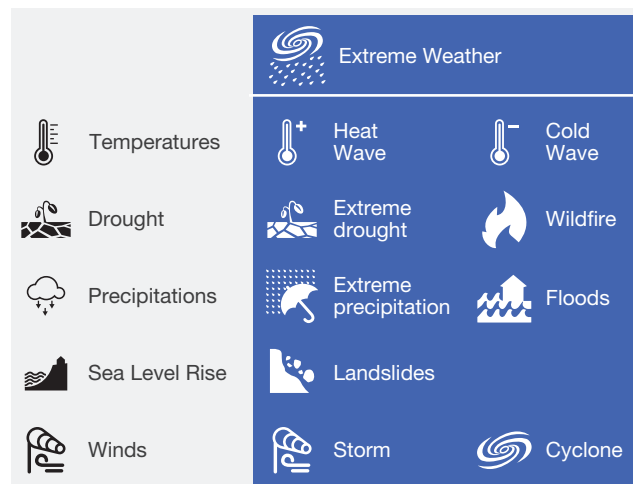 Extreme Weather
Temperatures
Heat
Wave
Cold
Wave
Drought
Extreme
drought
Wildfire
Precipitations
Extreme
precipitation
Floods
Sea Level Rise
Landslides
Winds
Storm
Cyclone